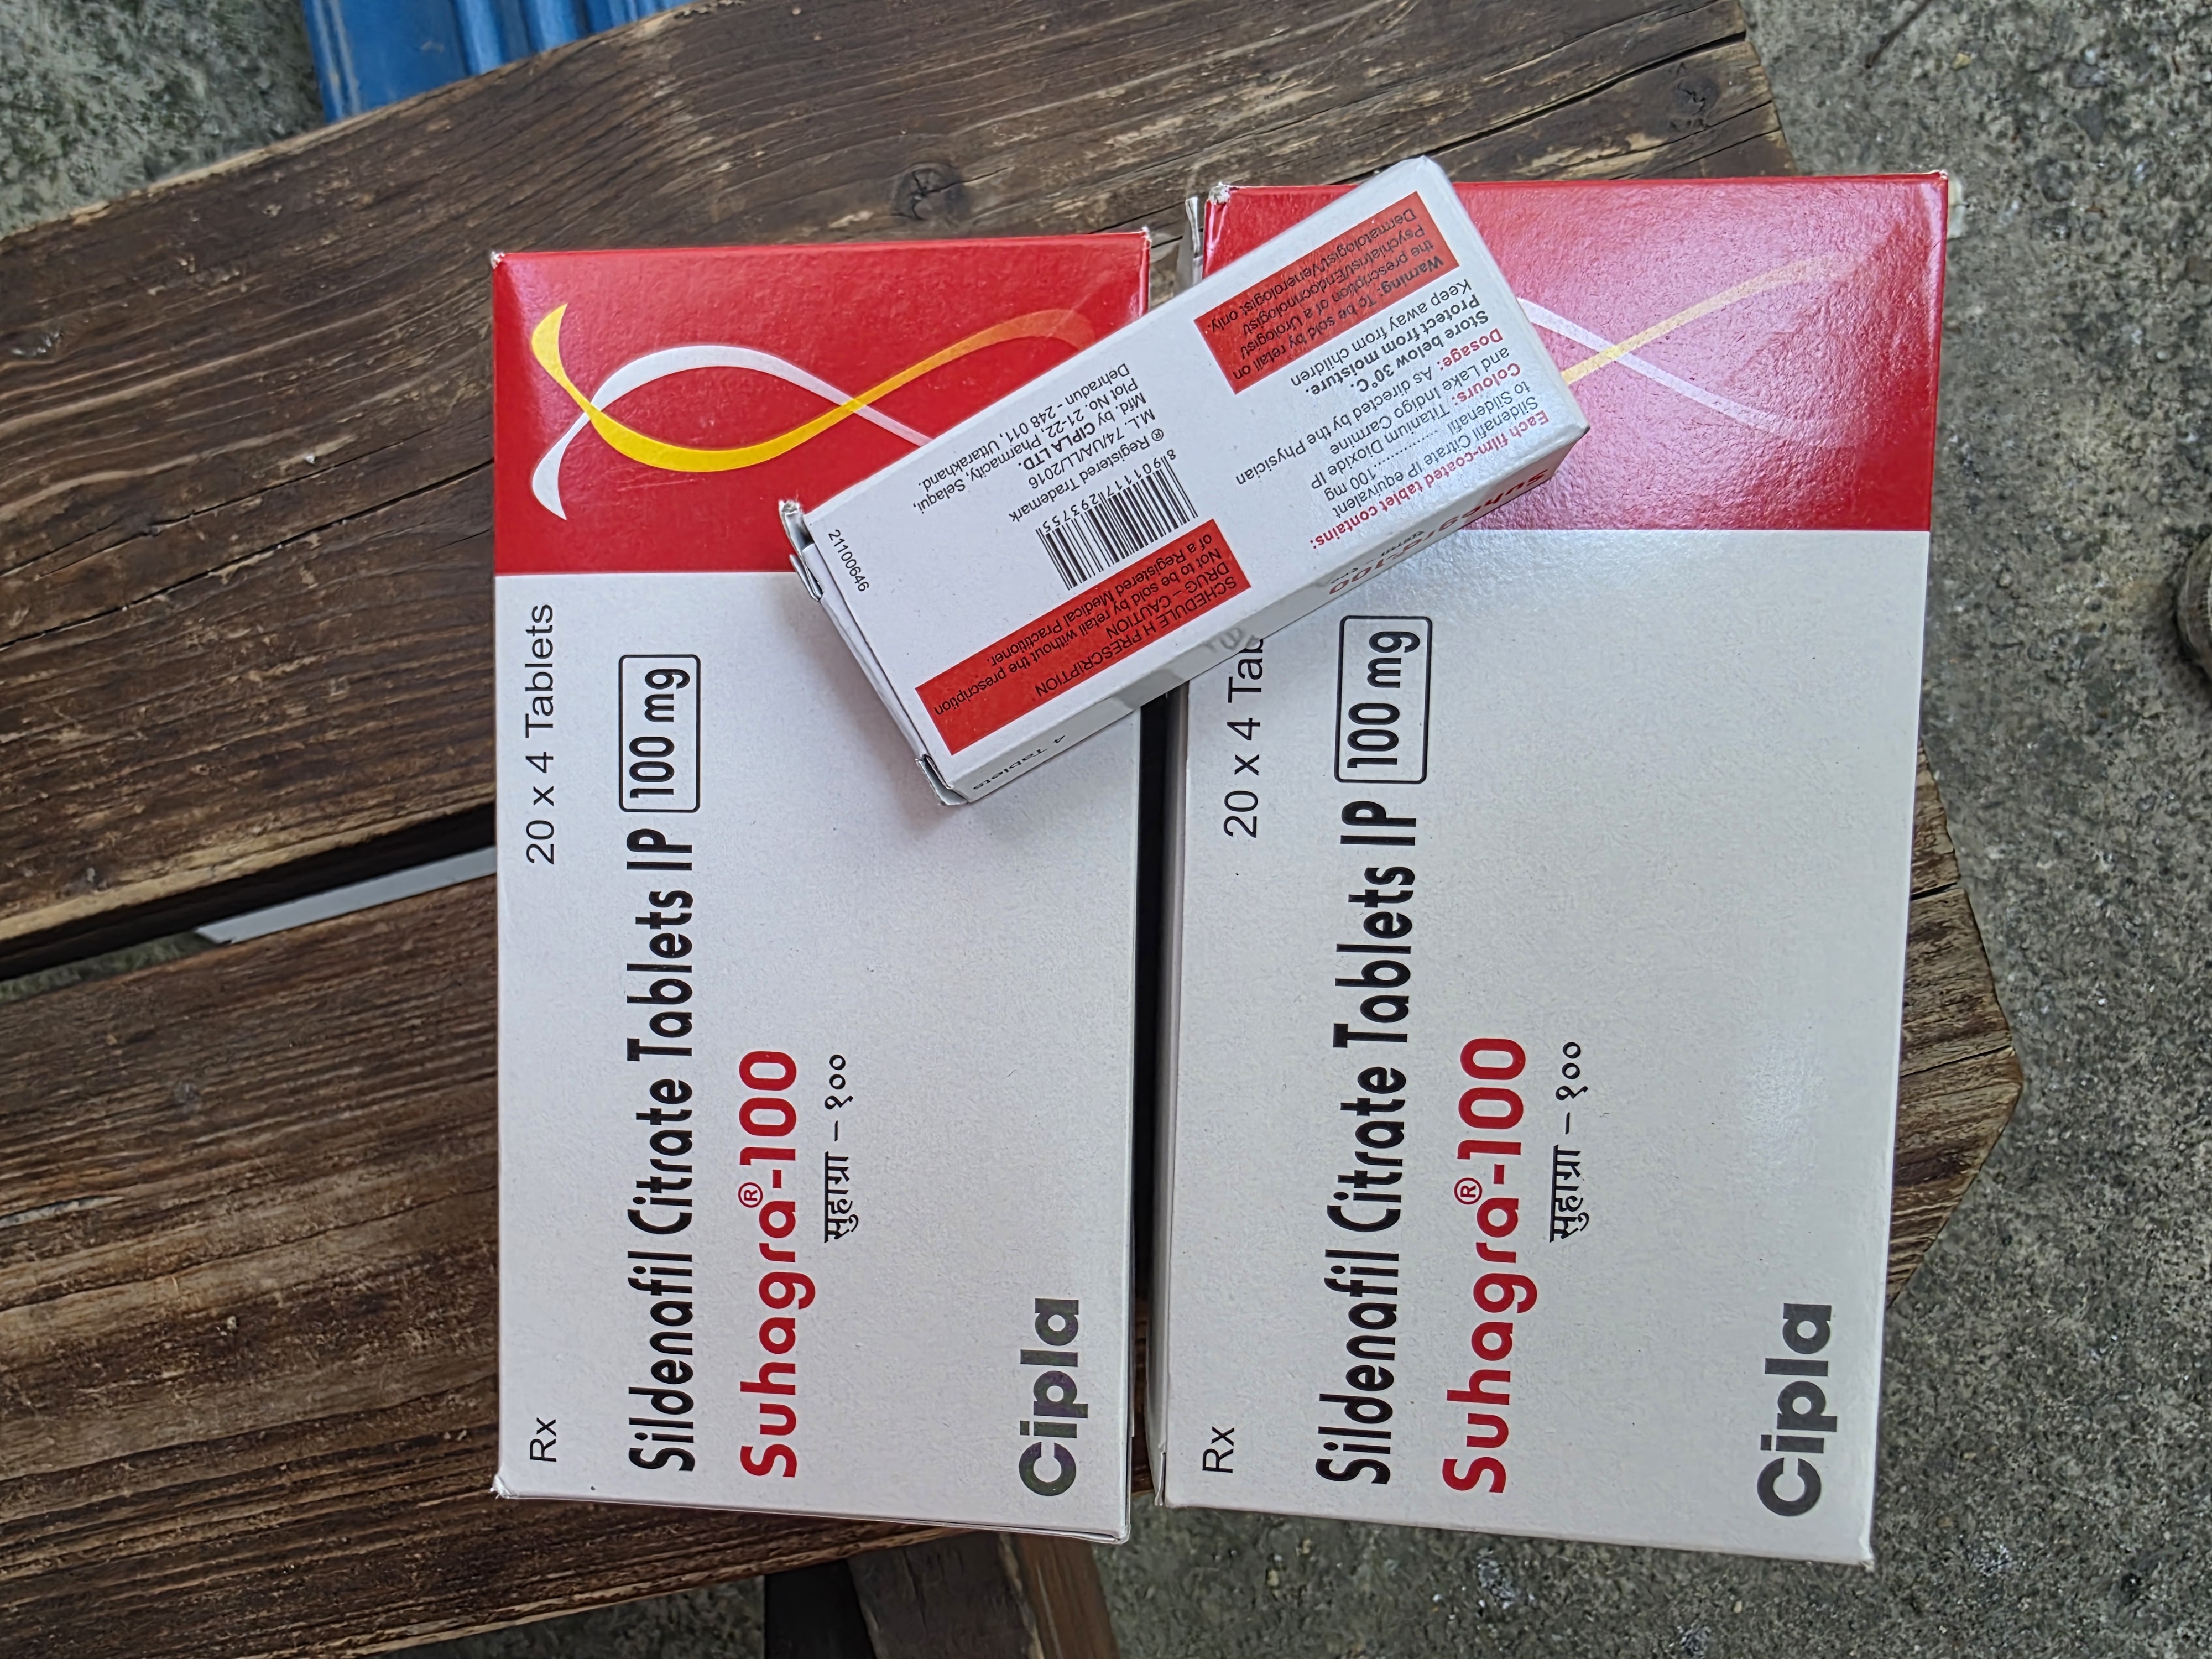 20 x 4 Tablets
Rx
Sildenafil Citrate Tablets IP 100 mg
Suhagra®-100
सुहाग्रा – १००
Cipla
20 x 4 Tab
Rx
Sildenafil Citrate Tablets IP 100 mg
Suhagra®-100
सुहाग्रा – १००
Cipla
Each film-coated tablet contains:
Sildenafil Citrate IP equivalent
to Sildenafil ............... 100 mg
Colours: Titanium Dioxide IP
and Lake Indigo Carmine
Dosage: As directed by the Physician
Store below 30°C.
Protect from moisture.
Keep away from children
Warning: To be sold by retail on
the prescription of a Urologist/
Psychiatrist/Endocrinologist/
Dermatologist/Venerologist only.
SCHEDULE H PRESCRIPTION
DRUG – CAUTION
Not to be sold by retail without the prescription
of a Registered Medical Practitioner.
8901117293755
® Registered Trademark
M.L. 74/UA/LL/2016
Mfd. by CIPLA LTD.
Plot No. 21-22, Pharmacity, Selaqui,
Dehradun - 248 011, Uttarakhand.
21100646
4 Tablets